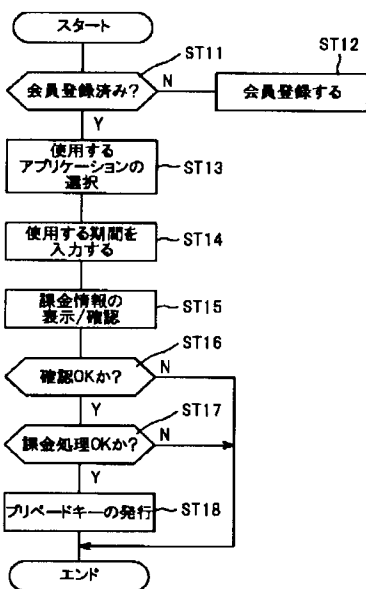 スタート
ST11
ST12
会員登録済み?
N
会員登録する
Y
使用する
アプリケーションの
選択
ST13
使用する期間を
入力する
ST14
課金情報の
表示/確認
ST15
ST16
確認OKか?
N
Y
ST17
課金処理OKか?
N
Y
プリペードキーの発行
ST18
エンド